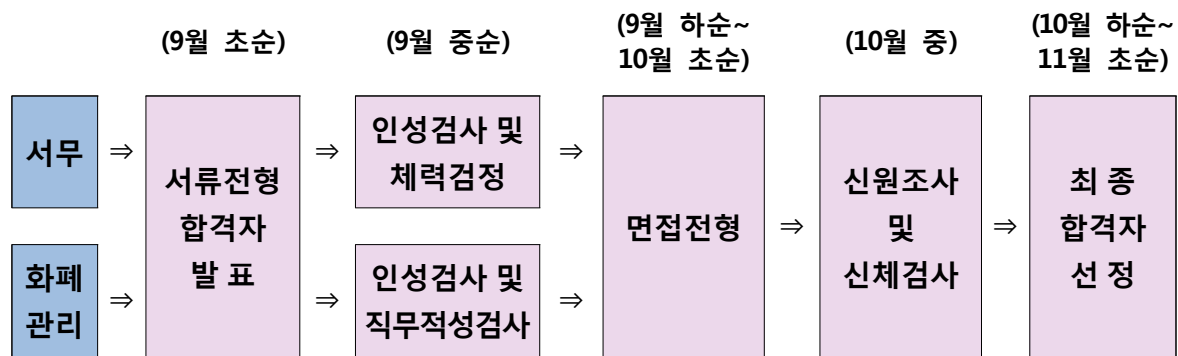 (9월 초순)
(9월 중순)
(9월 하순~
10월 초순)
(10월 중)
(10월 하순~
11월 초순)
서무
⇒
서류전형
합격자
발 표
⇒
인성검사 및
체력검정
⇒
면접전형
⇒
신원조사
및
신체검사
⇒
최 종
합격자
선 정
화폐
관리
⇒
⇒
인성검사 및
직무적성검사
⇒